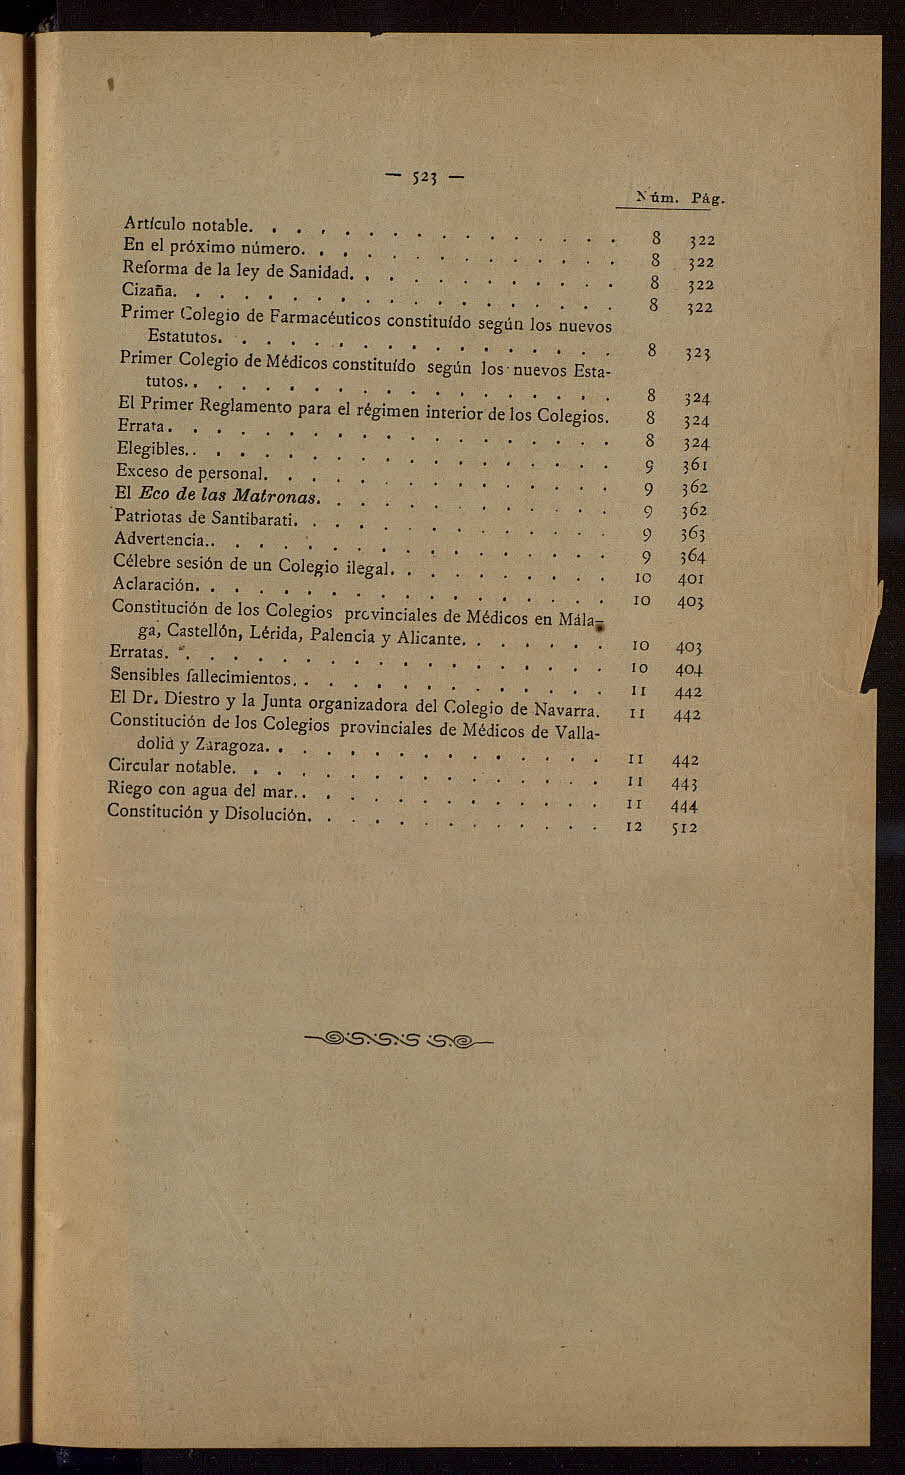 — 523 —
Núm. Pág.
Artículo notable. . . . . . . . . . . . . . . . 8 322
En el próximo número. . . . . . . . . . . . . . 8 322
Reforma de la ley de Sanidad. . . . . . . . . . . . 8 322
Cizaña. . . . . . . . . . . . . . . . . . . 8 322
Primer Colegio de Farmacéuticos constituído según los nuevos
Estatutos. . . . . . . . . . . . . . . . . 8 323
Primer Colegio de Médicos constituído según los nuevos Esta-
tutos. . . . . . . . . . . . . . . . . . . 8 324
El Primer Reglamento para el régimen interior de los Colegios. 8 324
Errata. . . . . . . . . . . . . . . . . . . 8 324
Elegibles. . . . . . . . . . . . . . . . . . 9 361
Exceso de personal. . . . . . . . . . . . . . . 9 362
El Eco de las Matronas. . . . . . . . . . . . . 9 362
Patriotas de Santibarati. . . . . . . . . . . . . . 9 363
Advertencia. . . . . . . . . . . . . . . . . 9 364
Célebre sesión de un Colegio ilegal. . . . . . . . . . 10 401
Aclaración. . . . . . . . . . . . . . . . . . 10 403
Constitución de los Colegios provinciales de Médicos en Mála-
ga, Castellón, Lérida, Palencia y Alicante. . . . . . . 10 403
Erratas. . . . . . . . . . . . . . . . . . . 10 404
Sensibles fallecimientos. . . . . . . . . . . . . . 11 442
El Dr. Diestro y la Junta organizadora del Colegio de Navarra. 11 442
Constitución de los Colegios provinciales de Médicos de Valla-
dolid y Zaragoza. . . . . . . . . . . . . . . 11 442
Circular notable. . . . . . . . . . . . . . . . 11 443
Riego con agua del mar. . . . . . . . . . . . . . 11 444
Constitución y Disolución. . . . . . . . . . . . . 12 512